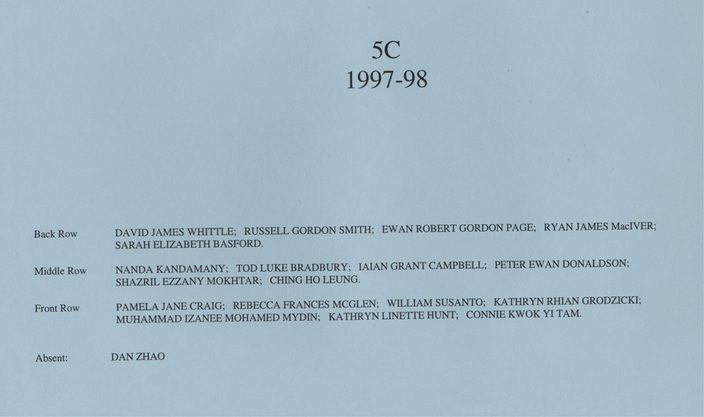 5C
1997-98
Back Row DAVID JAMES WHITTLE; RUSSELL GORDON SMITH; EWAN ROBERT GORDON PAGE; RYAN JAMES MacIVER;
SARAH ELIZABETH BASFORD.
Middle Row NANDA KANDAMANY; TOD LUKE BRADBURY; IAIAN GRANT CAMPBELL; PETER EWAN DONALDSON;
SHAZRIL EZZANY MOKHTAR; CHING HO LEUNG.
Front Row PAMELA JANE CRAIG; REBECCA FRANCES MCGLEN; WILLIAM SUSANTO; KATHRYN RHIAN GRODZICKI;
MUHAMMAD IZANEE MOHAMED MYDIN; KATHRYN LINETTE HUNT; CONNIE KWOK YI TAM.
Absent: DAN ZHAO